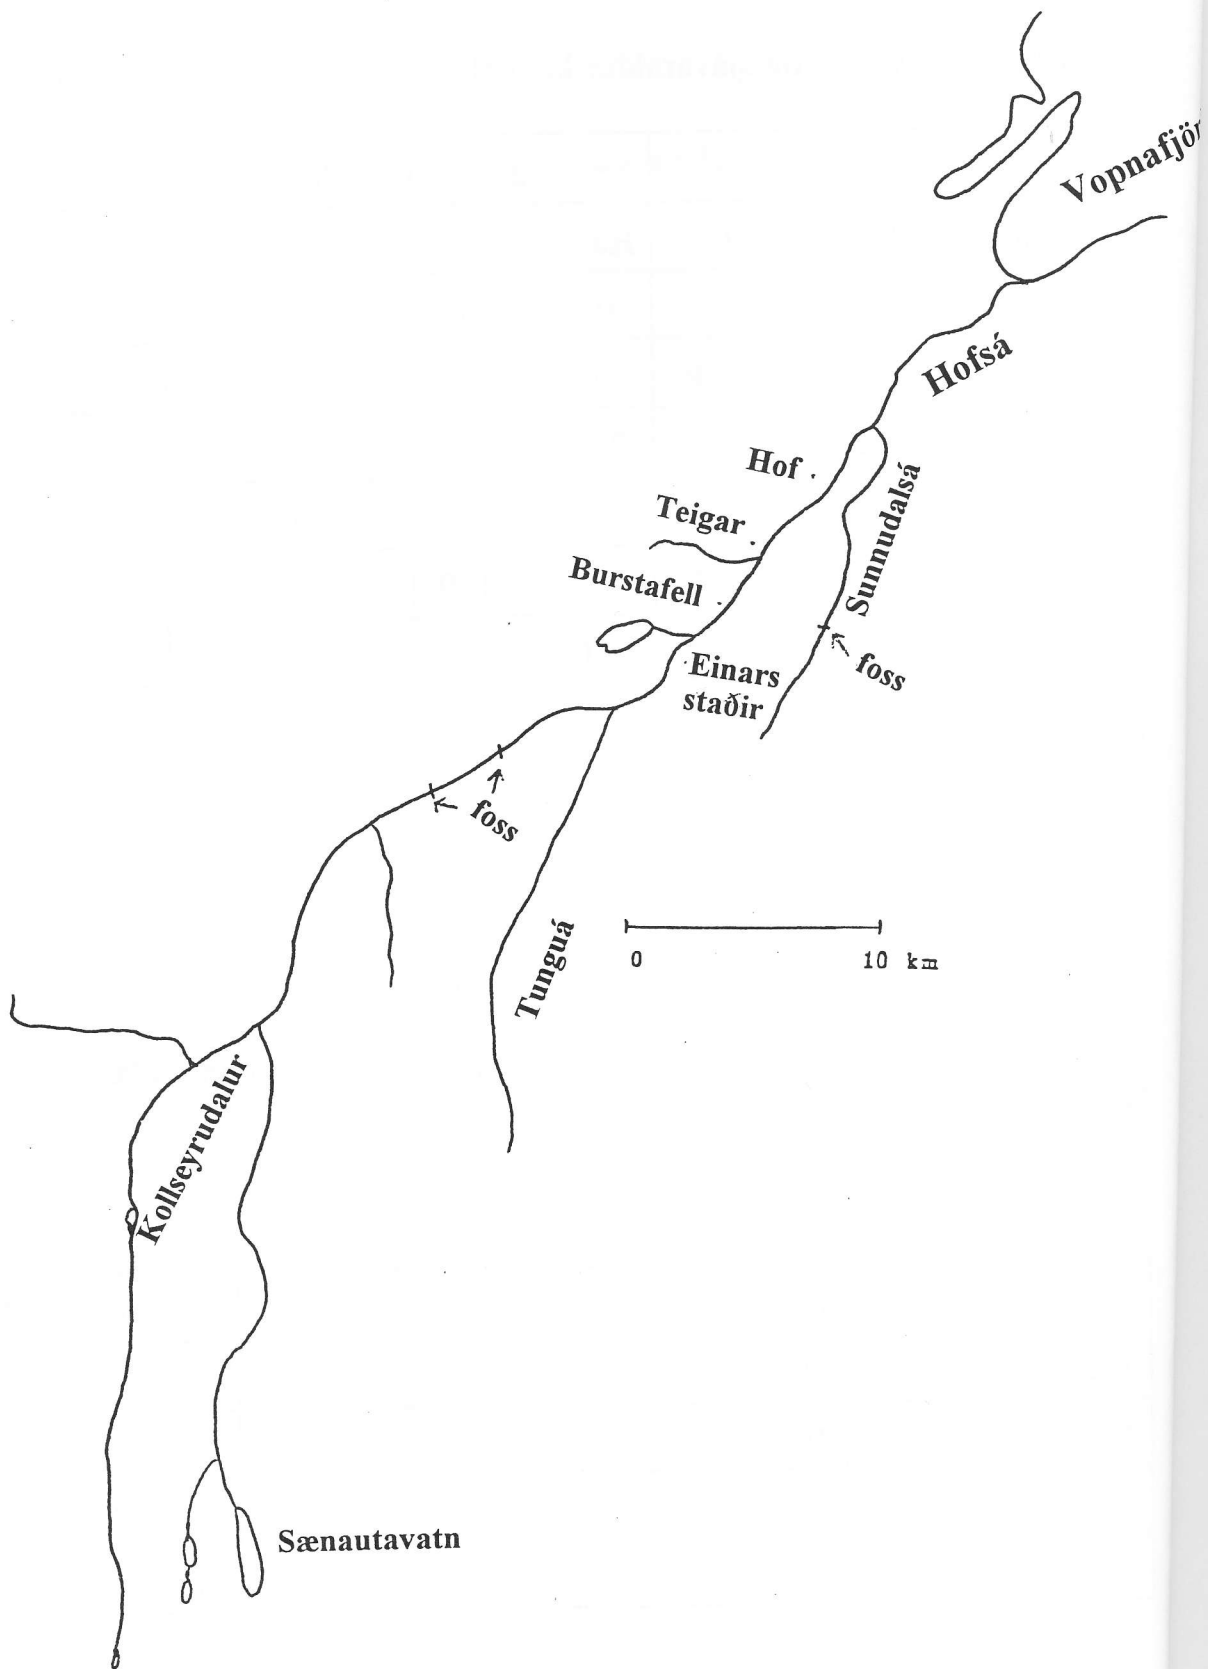 Vopnafjör
Hofsá
Hof
Teigar
Sunnudalsá
Burstafell
foss
Einars
staðir
foss
Tunguá
0 10 km
Kollseyrudalur
Sænautavatn